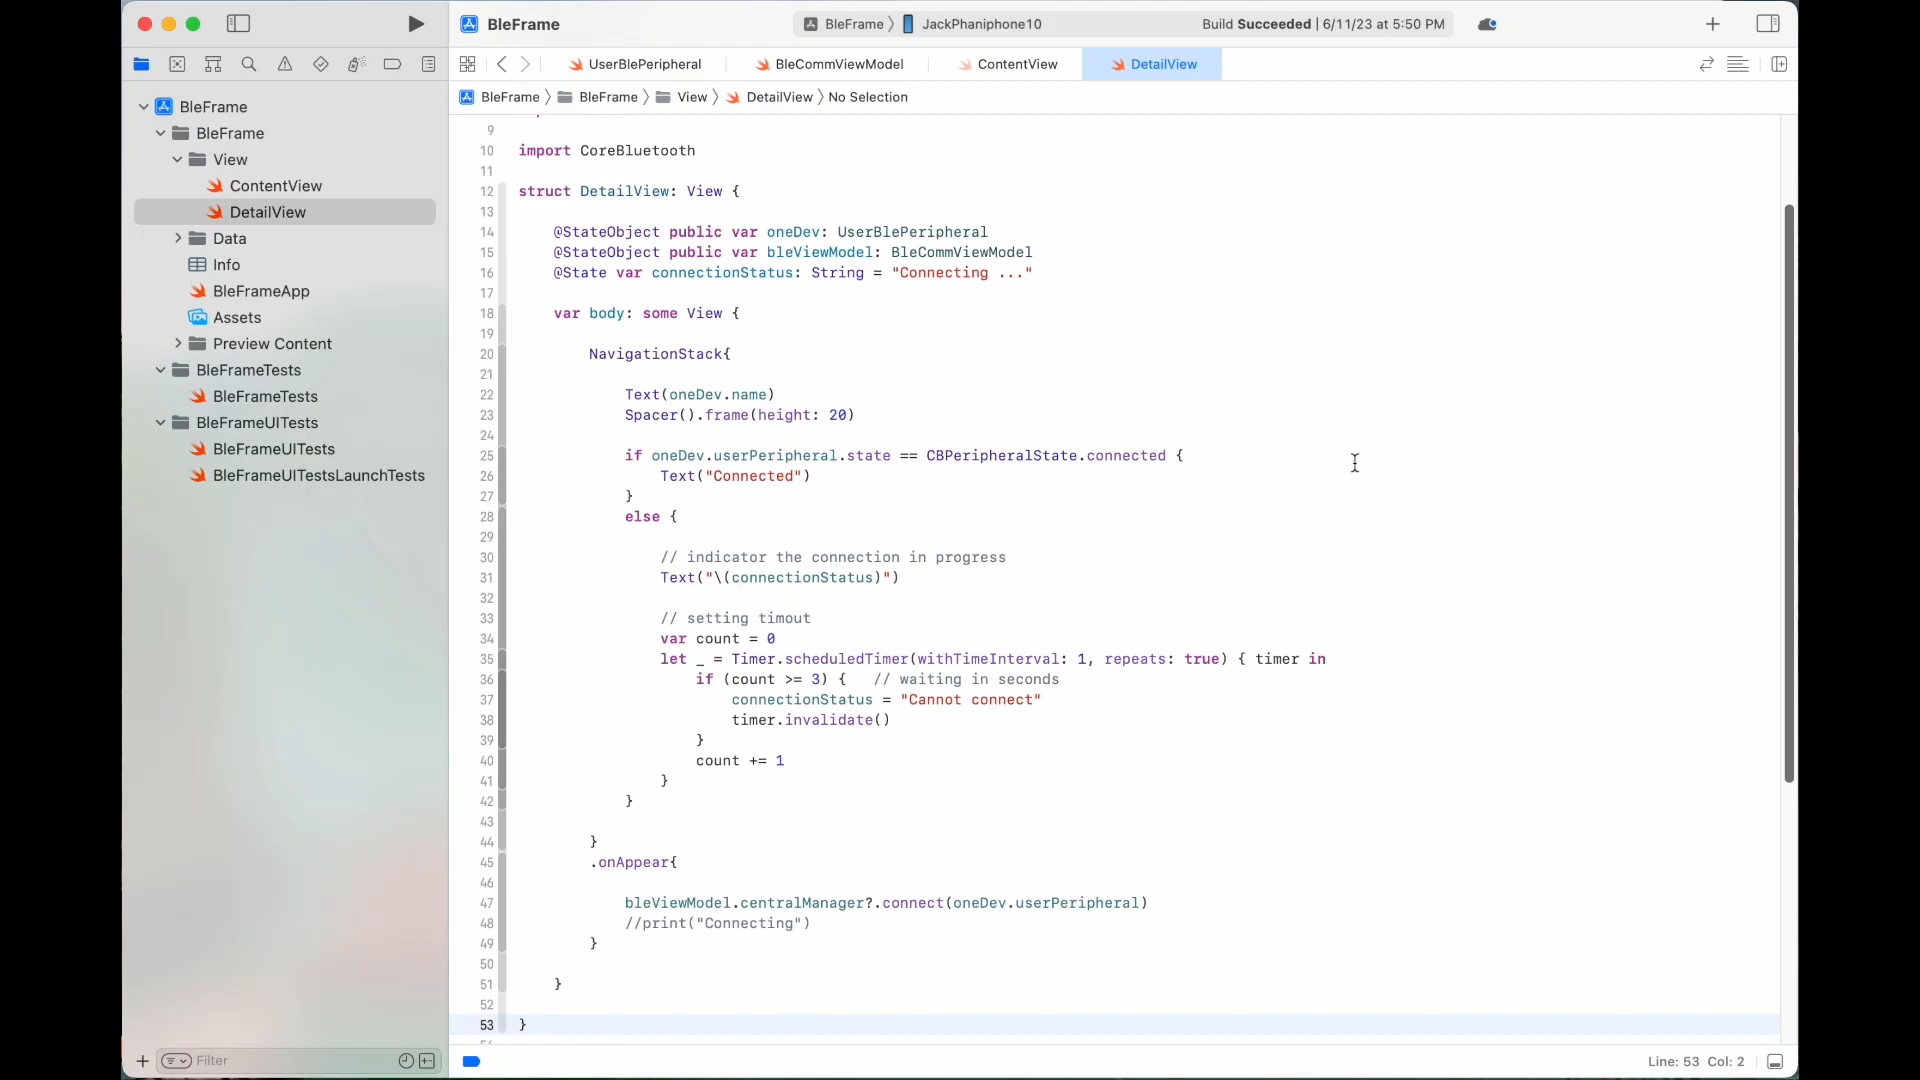 BleFrame
BleFrame
JackPhaniphone10
Build Succeeded | 6/11/23 at 5:50 PM
UserBlePeripheral
BleCommViewModel
ContentView
DetailView
BleFrame
BleFrame
View
DetailView
No Selection
BleFrame
BleFrame
View
ContentView
DetailView
Data
Info
BleFrameApp
Assets
Preview Content
BleFrameTests
BleFrameTests
BleFrameUITests
BleFrameUITests
BleFrameUITestsLaunchTests
Filter
9
10 import CoreBluetooth
11
12 struct DetailView: View {
13
14 @StateObject public var oneDev: UserBlePeripheral
15 @StateObject public var bleViewModel: BleCommViewModel
16 @State var connectionStatus: String = "Connecting ..."
17
18 var body: some View {
19
20 NavigationStack{
21
22 Text(oneDev.name)
23 Spacer().frame(height: 20)
24
25 if oneDev.userPeripheral.state == CBPeripheralState.connected {
26 Text("Connected")
27 }
28 else {
29
30 // indicator the connection in progress
31 Text("\(connectionStatus)")
32
33 // setting timout
34 var count = 0
35 let _ = Timer.scheduledTimer(withTimeInterval: 1, repeats: true) { timer in
36 if (count >= 3) { // waiting in seconds
37 connectionStatus = "Cannot connect"
38 timer.invalidate()
39 }
40 count += 1
41 }
42 }
43
44 }
45 .onAppear{
46
47 bleViewModel.centralManager?.connect(oneDev.userPeripheral)
48 //print("Connecting")
49 }
50
51 }
52
53 }
Line: 53 Col: 2